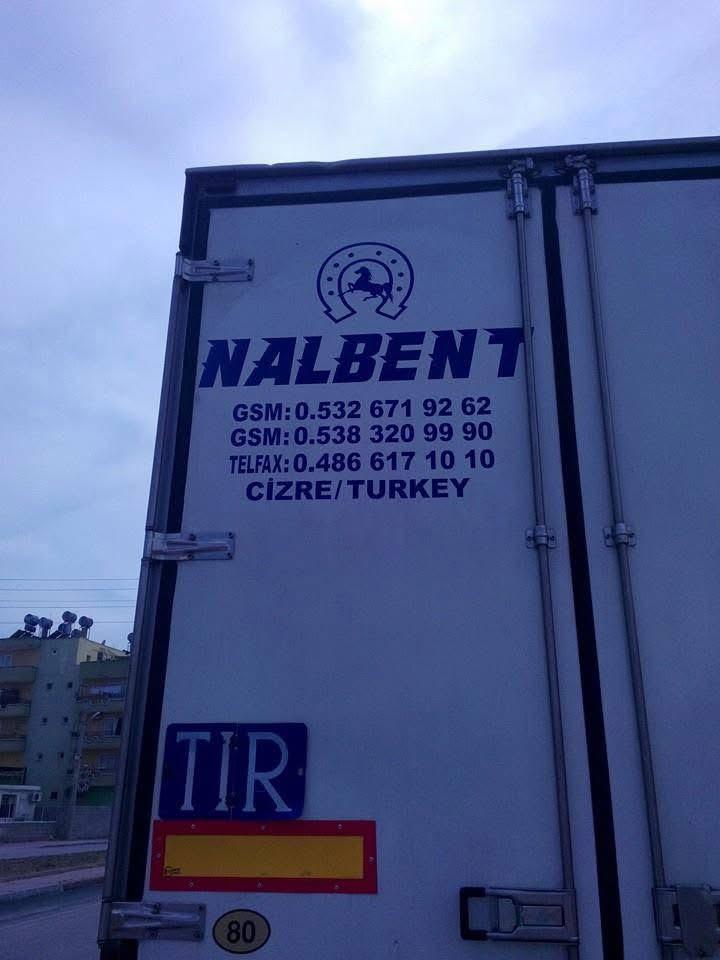 NALBENT
GSM: 0.532 671 92 62
GSM: 0.538 320 99 90
TELFAX: 0.486 617 10 10
CİZRE/TURKEY
TIR
80